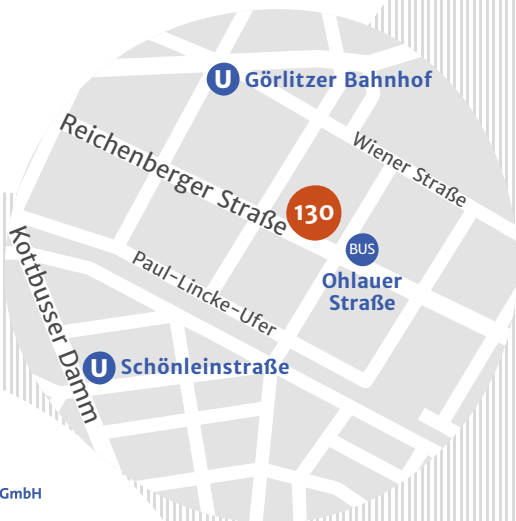 U Görlitzer Bahnhof
Reichenberger Straße
Wiener Straße
130
BUS
Ohlauer
Straße
Paul-Lincke-Ufer
Kottbusser Damm
U Schönleinstraße
GmbH